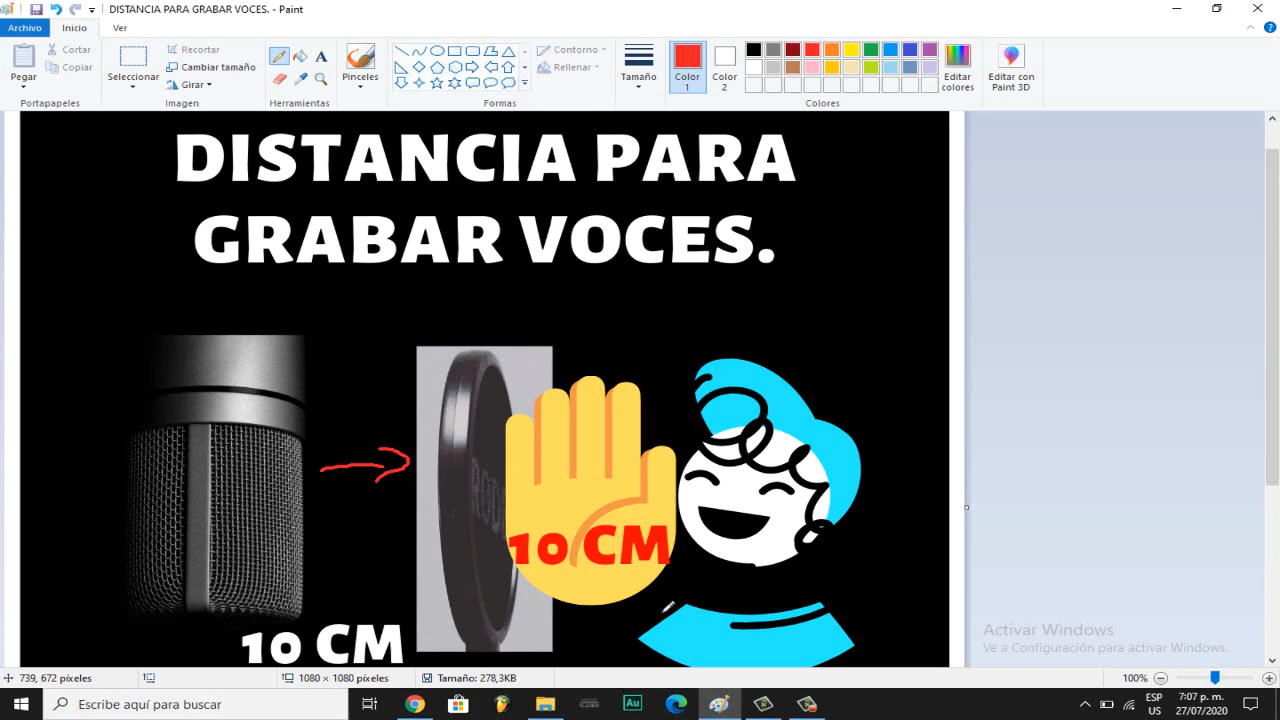 DISTANCIA PARA GRABAR VOCES. - Paint
Archivo Inicio Ver
Pegar
Cortar
Copiar
Portapapeles
Seleccionar
Recortar
Cambiar tamaño
Girar
Imagen
Herramientas
Pinceles
Contorno
Rellenar
Formas
Tamaño
Color 1
Color 2
Editar colores
Colores
Editar con Paint 3D
DISTANCIA PARA
GRABAR VOCES.
10 CM
10 CM
Activar Windows
Ve a Configuración para activar Windows.
739, 672 píxeles
1080 × 1080 píxeles
Tamaño: 278,3KB
100%
Escribe aquí para buscar
Au
ESP
US
7:07 p. m.
27/07/2020